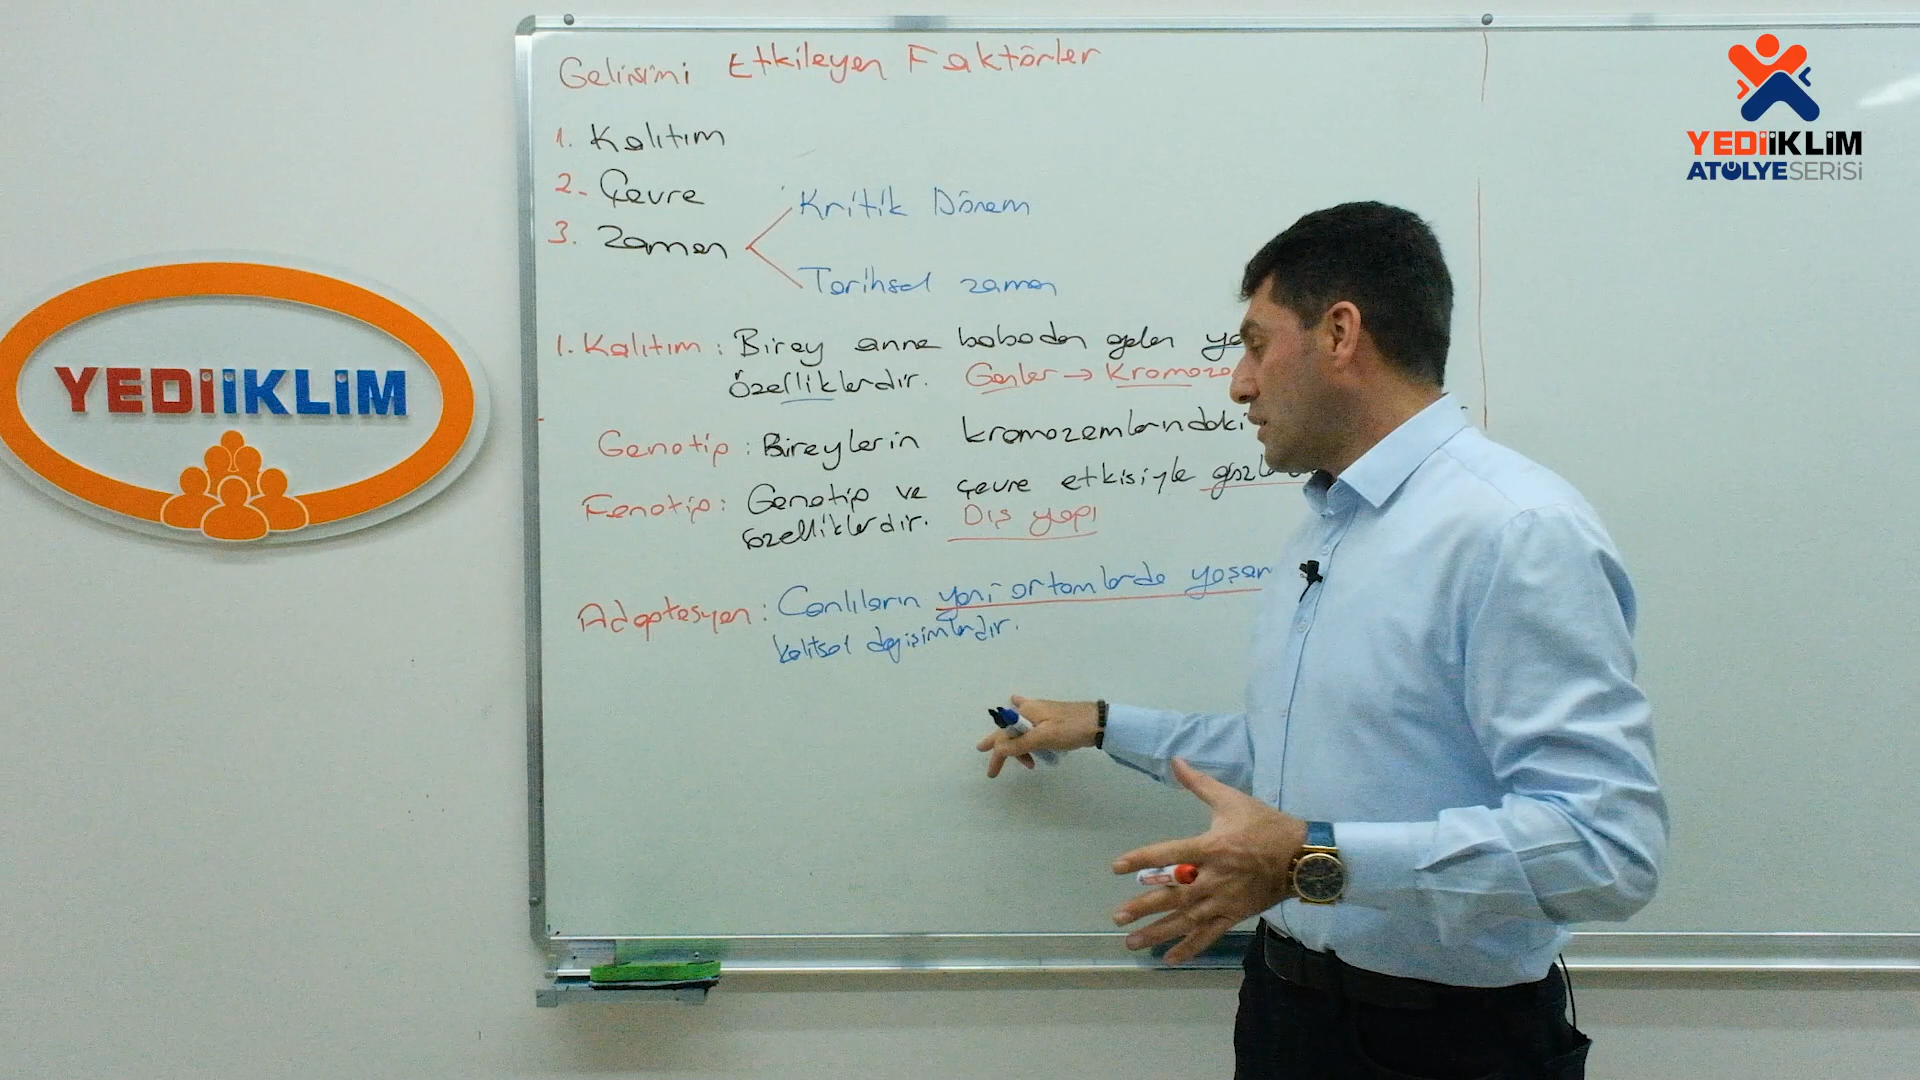 Gelişimi Etkileyen Faktörler
1. Kalıtım
2. Çevre
3. Zaman
Kritik Dönem
Tarihsel zaman
1. Kalıtım : Birey anne babadan gelen
özelliklerdir. Genler → Kromozo
Genotip : Bireylerin kromozomlarındaki
Fenotip : Genotip ve çevre etkisiyle
özelliklerdir. Dış yapı
Adaptasyon : Canlıların yeni ortamlarda yaşam
kalıtsal değişimlerdir.
YEDİİKLİM
YEDİİKLİM
ATÖLYESERİSİ